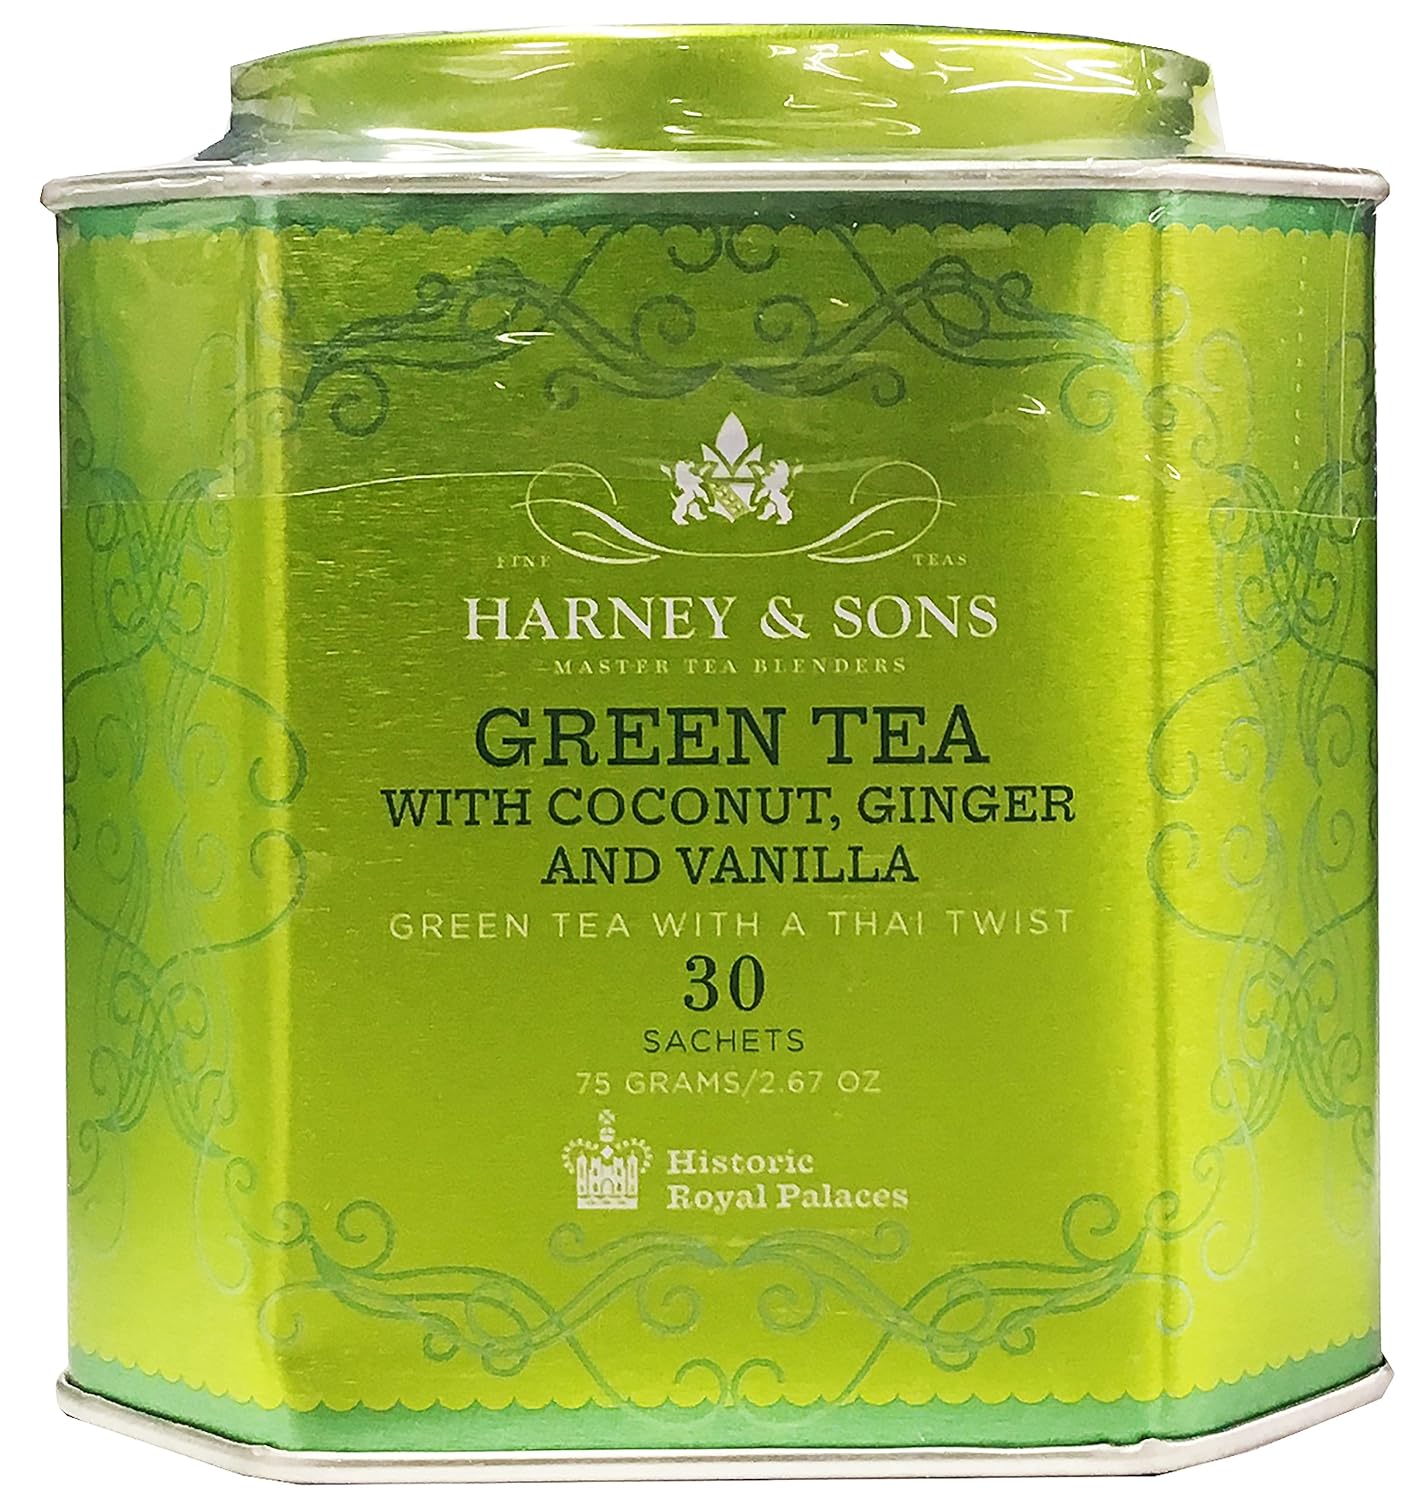 FINE TEAS
HARNEY & SONS
MASTER TEA BLENDERS
GREEN TEA
WITH COCONUT, GINGER
AND VANILLA
GREEN TEA WITH A THAI TWIST
30
SACHETS
75 GRAMS/2.67 OZ
Historic
Royal Palaces